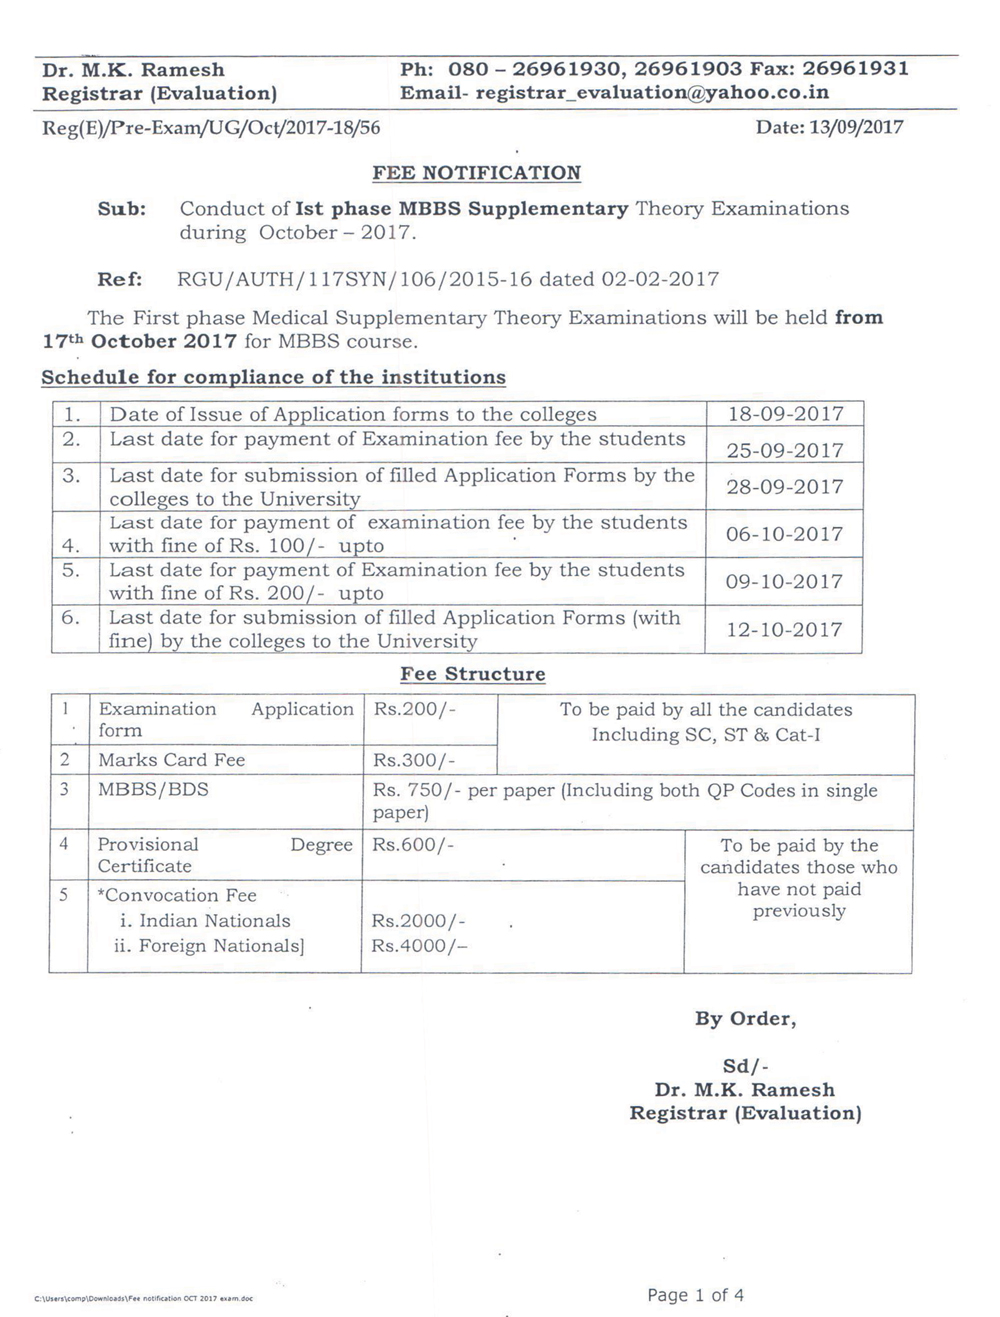 Dr. M.K. Ramesh Ph: 080 – 26961930, 26961903 Fax: 26961931
Registrar (Evaluation) Email- registrar_evaluation@yahoo.co.in
Reg(E)/Pre-Exam/UG/Oct/2017-18/56 Date: 13/09/2017
FEE NOTIFICATION
Sub: Conduct of Ist phase MBBS Supplementary Theory Examinations
during October – 2017.
Ref: RGU/AUTH/117SYN/106/2015-16 dated 02-02-2017
The First phase Medical Supplementary Theory Examinations will be held from
17th October 2017 for MBBS course.
Schedule for compliance of the institutions
1. Date of Issue of Application forms to the colleges 18-09-2017
2. Last date for payment of Examination fee by the students 25-09-2017
3. Last date for submission of filled Application Forms by the
colleges to the University 28-09-2017
Last date for payment of examination fee by the students
4. with fine of Rs. 100/- upto 06-10-2017
5. Last date for payment of Examination fee by the students
with fine of Rs. 200/- upto 09-10-2017
6. Last date for submission of filled Application Forms (with
fine) by the colleges to the University 12-10-2017
Fee Structure
1 Examination Application Rs.200/- To be paid by all the candidates
form Including SC, ST & Cat-I
2 Marks Card Fee Rs.300/-
3 MBBS/BDS Rs. 750/- per paper (Including both QP Codes in single
paper)
4 Provisional Degree Rs.600/- To be paid by the
Certificate candidates those who
5 *Convocation Fee have not paid
i. Indian Nationals Rs.2000/- previously
ii. Foreign Nationals] Rs.4000/–
By Order,
Sd/-
Dr. M.K. Ramesh
Registrar (Evaluation)
C:\Users\comp\Downloads\Fee notification OCT 2017 exam.doc Page 1 of 4